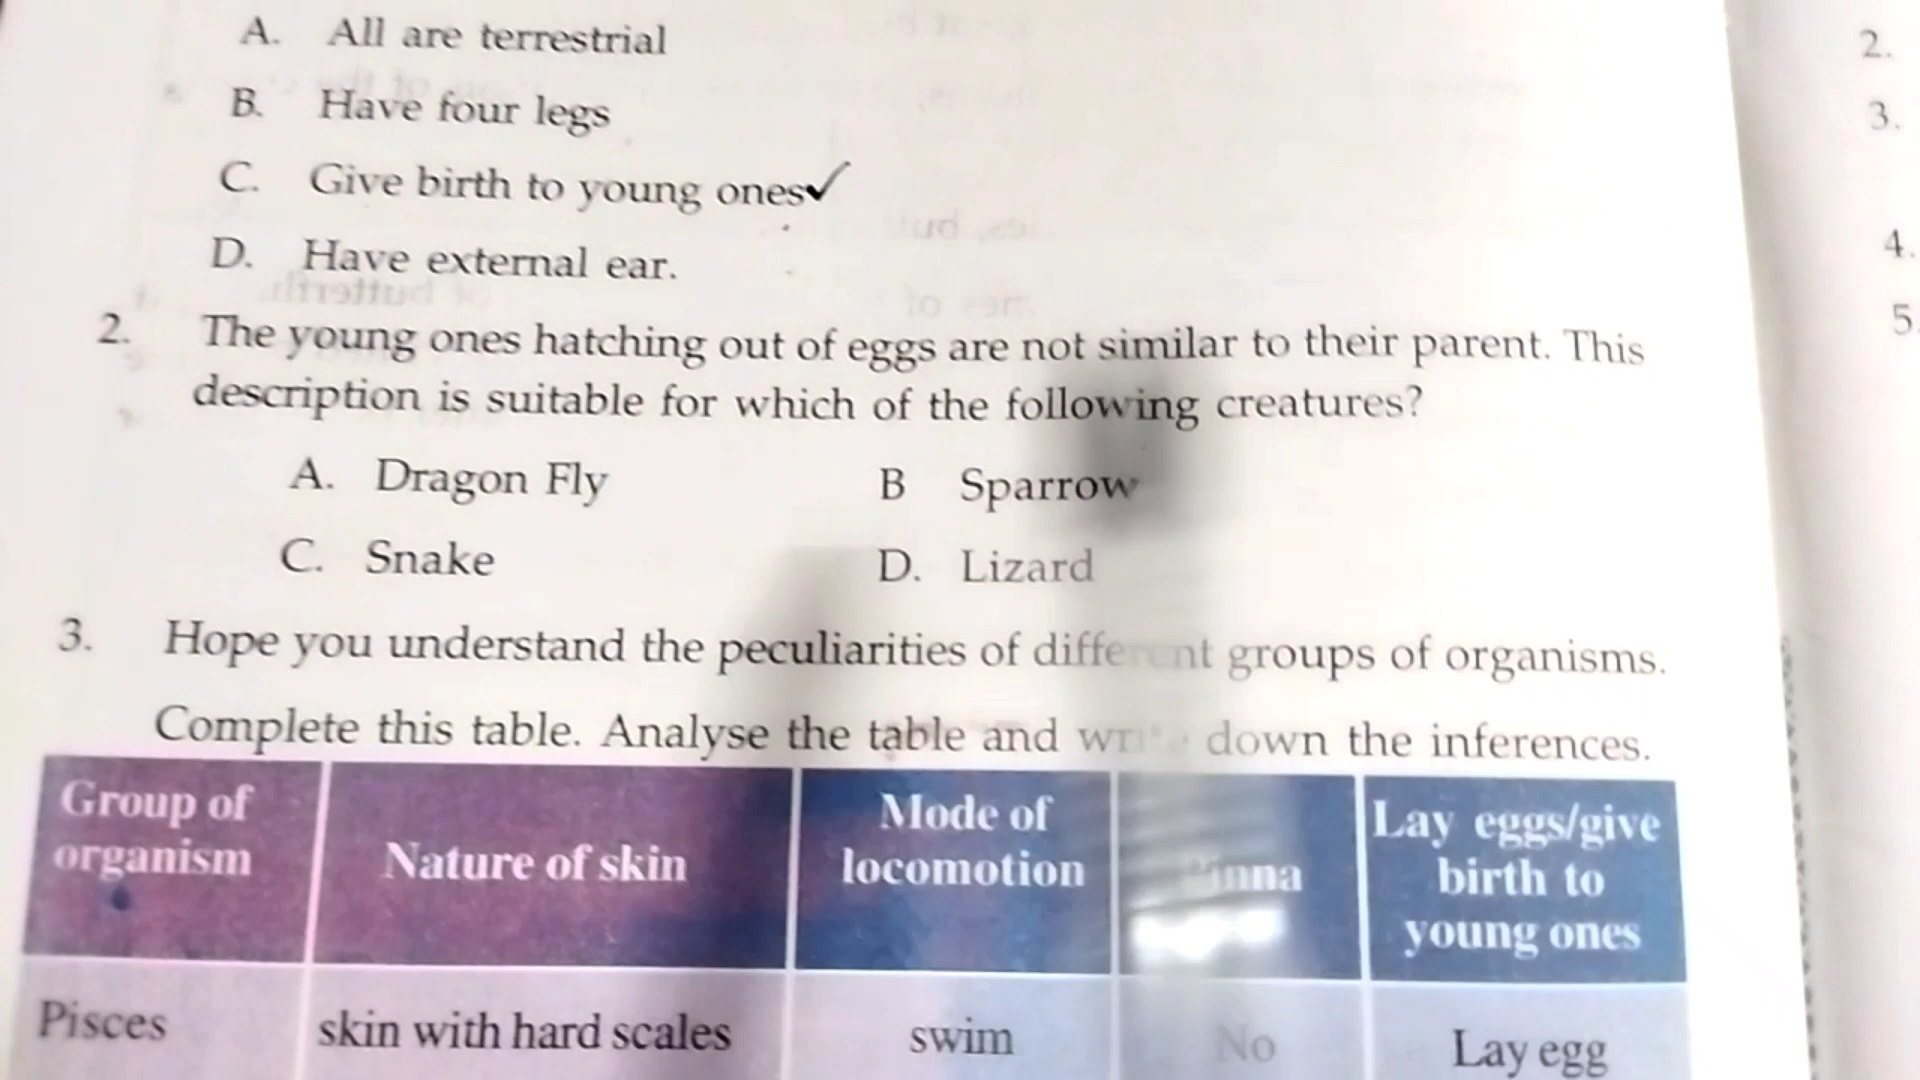 A. All are terrestrial
B. Have four legs
C. Give birth to young ones✓
D. Have external ear.
2. The young ones hatching out of eggs are not similar to their parent. This
description is suitable for which of the following creatures?
A. Dragon Fly B Sparrow
C. Snake D. Lizard
3. Hope you understand the peculiarities of different groups of organisms.
Complete this table. Analyse the table and write down the inferences.
Group of
organism
Nature of skin
Mode of
locomotion
Pinna
Lay eggs/give
birth to
young ones
Pisces skin with hard scales swim No Lay egg
2.
3.
4.
5.